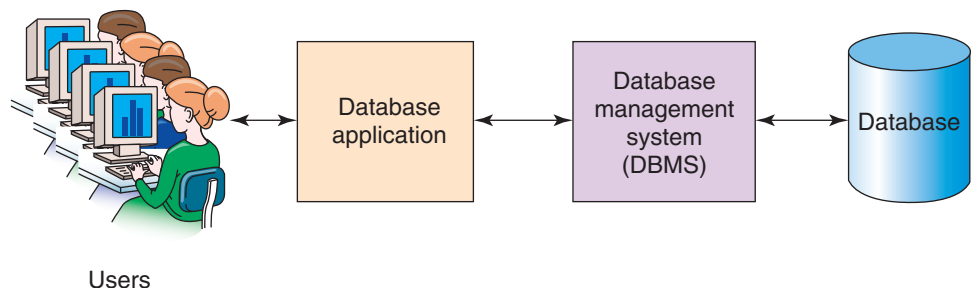 Database
application
Database
management
system
(DBMS)
Database
Users